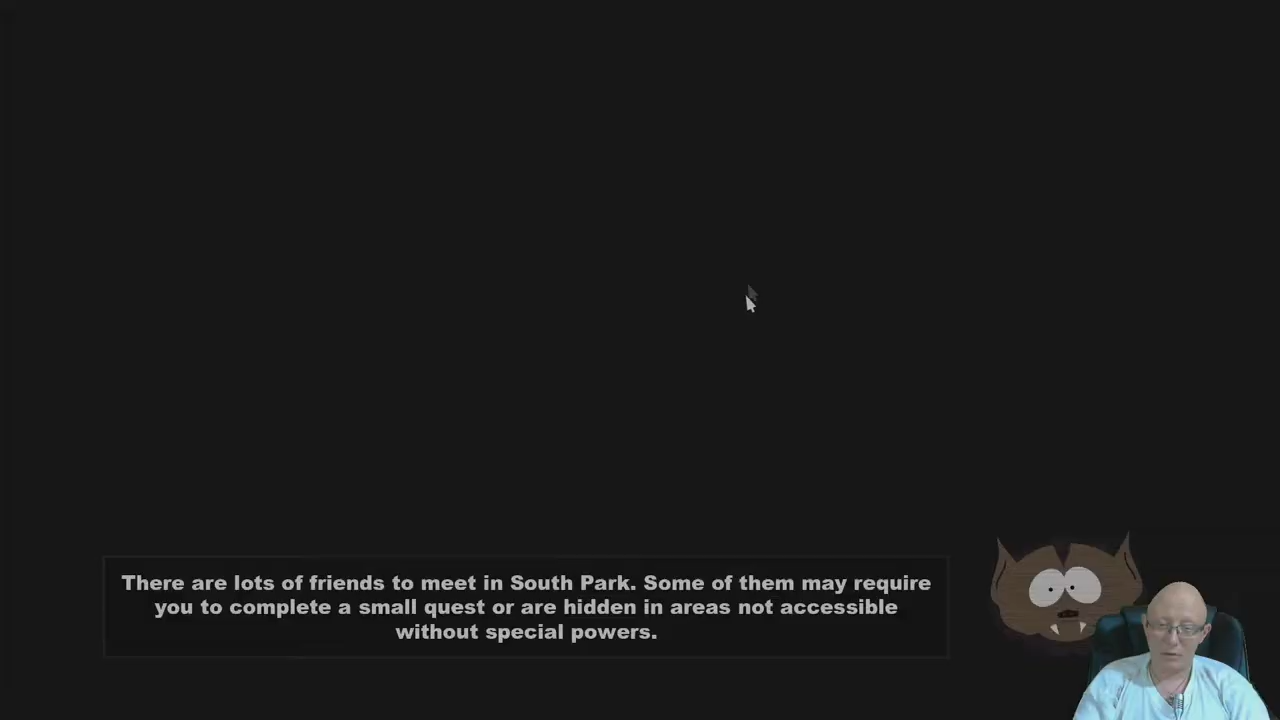 There are lots of friends to meet in South Park. Some of them may require
you to complete a small quest or are hidden in areas not accessible
without special powers.